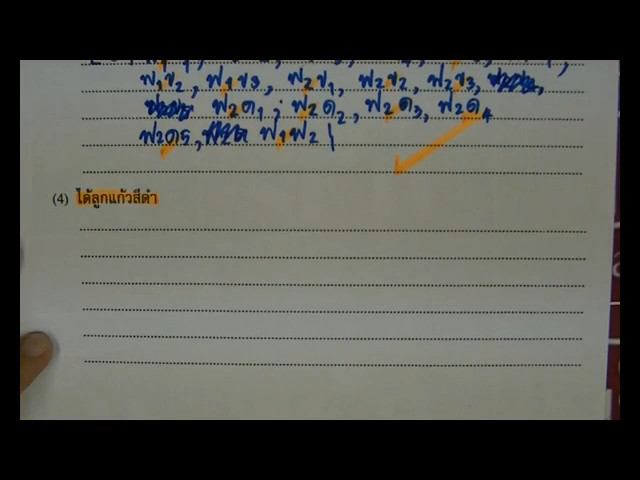 ฟ1ข2, ฟ1ข3, ฟ2ข1, ฟ2ข2, ฟ2ข3,
ฟ2ด1, ฟ2ด2, ฟ2ด3, ฟ2ด4
ฟ2ด5, ฟ1ฟ2
(4) ได้ลูกแก้วสีดำ